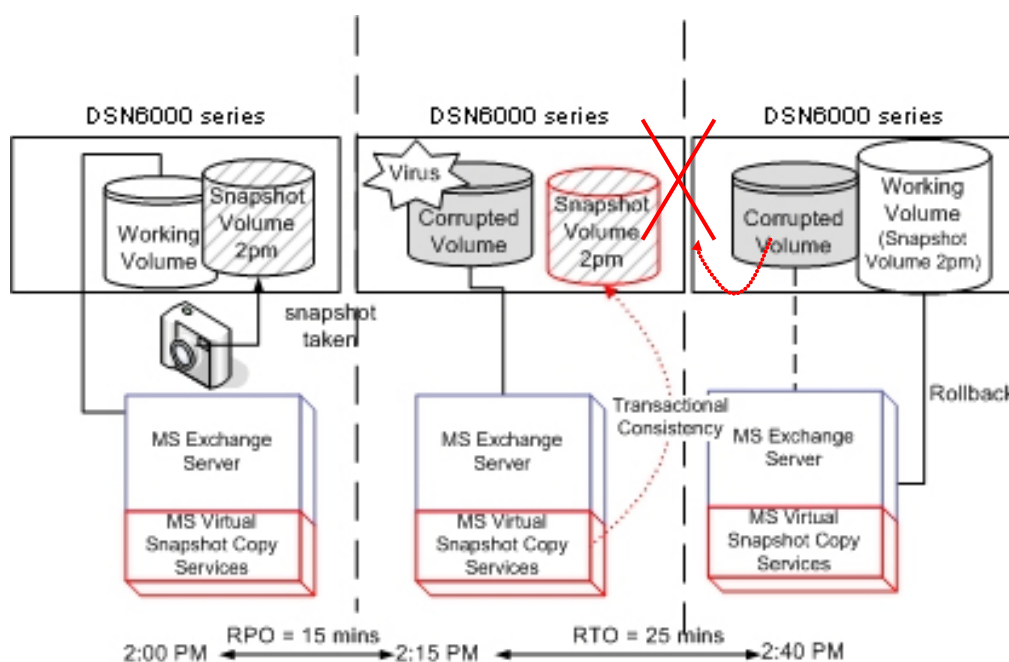 DSN6000 series
Working
Volume
Snapshot
Volume
2pm
snapshot
taken
MS Exchange
Server
MS Virtual
Snapshot Copy
Services
DSN6000 series
Virus
Corrupted
Volume
Snapshot
Volume
2pm
Transactional
Consistency
MS Exchange
Server
MS Virtual
Snapshot Copy
Services
DSN6000 series
Corrupted
Volume
Working
Volume
(Snapshot
Volume 2pm)
Rollback
MS Exchange
Server
MS Virtual
Snapshot Copy
Services
2:00 PM
RPO = 15 mins
2:15 PM
RTO = 25 mins
2:40 PM